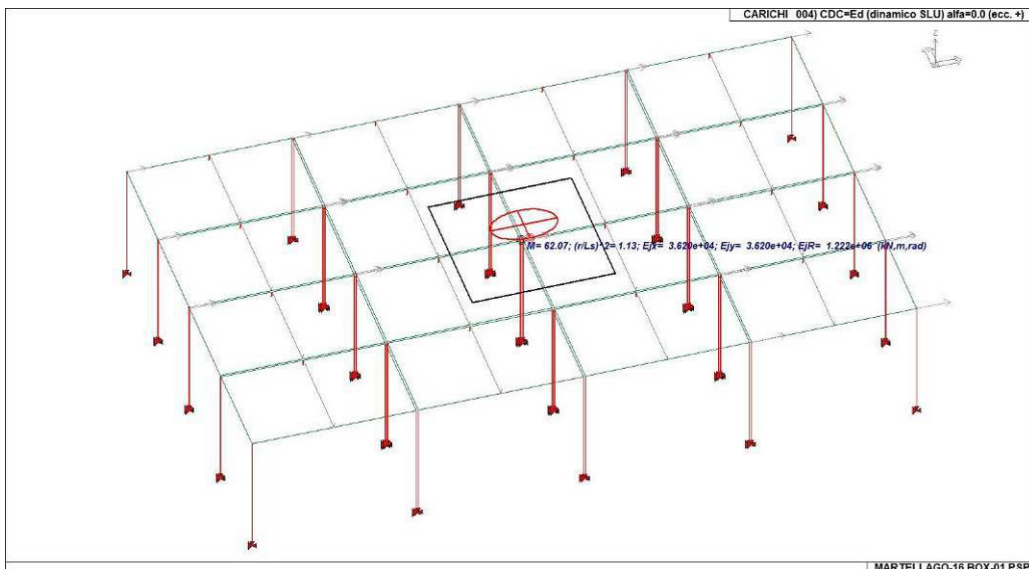 CARICHI 004) CDC=Ed (dinamico SLU) alfa=0.0 (ecc. +)
Z
M= 62.07; (r/Ls)^2= 1.13; Ejx= 3.620e+04; Ejy= 3.620e+04; EjR= 1.222e+06 (kN,m,rad)
MARTELLAGO-16 BOX-01.PSP